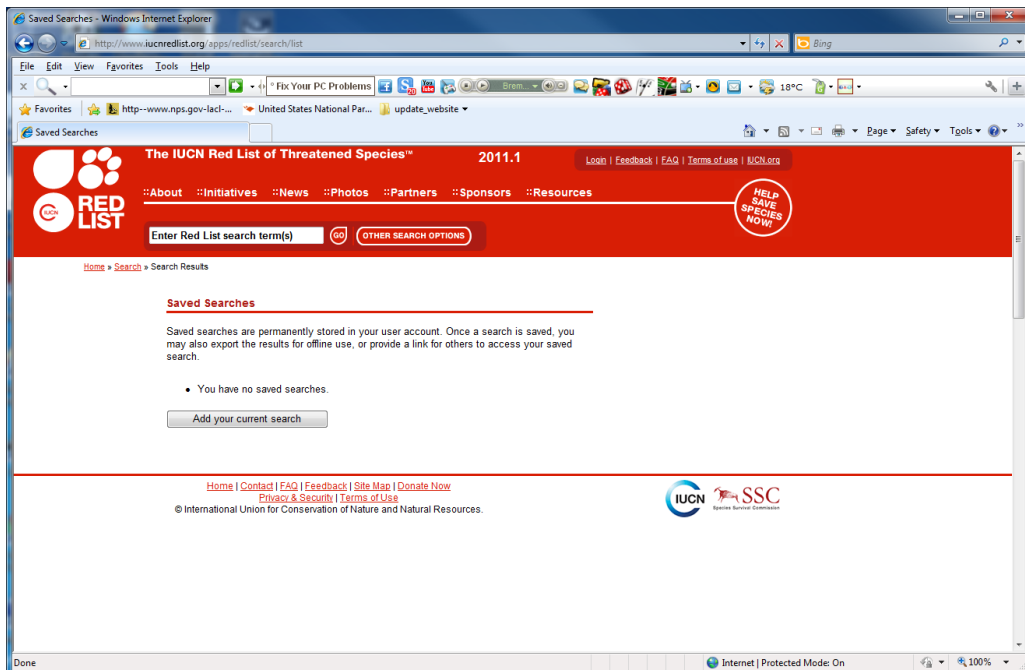 Saved Searches - Windows Internet Explorer
http://www.iucnredlist.org/apps/redlist/search/list
Bing
File Edit View Favorites Tools Help
Fix Your PC Problems
18°C
Favorites http--www.nps.gov-lacl-... United States National Par... update_website
Saved Searches
Page Safety Tools
The IUCN Red List of Threatened Species™ 2011.1 Login | Feedback | FAQ | Terms of use | IUCN.org
::About ::Initiatives ::News ::Photos ::Partners ::Sponsors ::Resources
IUCN
RED
LIST
HELP
SAVE
SPECIES
NOW!
Enter Red List search term(s) GO OTHER SEARCH OPTIONS
Home » Search » Search Results
Saved Searches
Saved searches are permanently stored in your user account. Once a search is saved, you
may also export the results for offline use, or provide a link for others to access your saved
search.
• You have no saved searches.
Add your current search
Home | Contact | FAQ | Feedback | Site Map | Donate Now
Privacy & Security | Terms of Use
© International Union for Conservation of Nature and Natural Resources.
IUCN SSC
Species Survival Commission
Done Internet | Protected Mode: On 100%